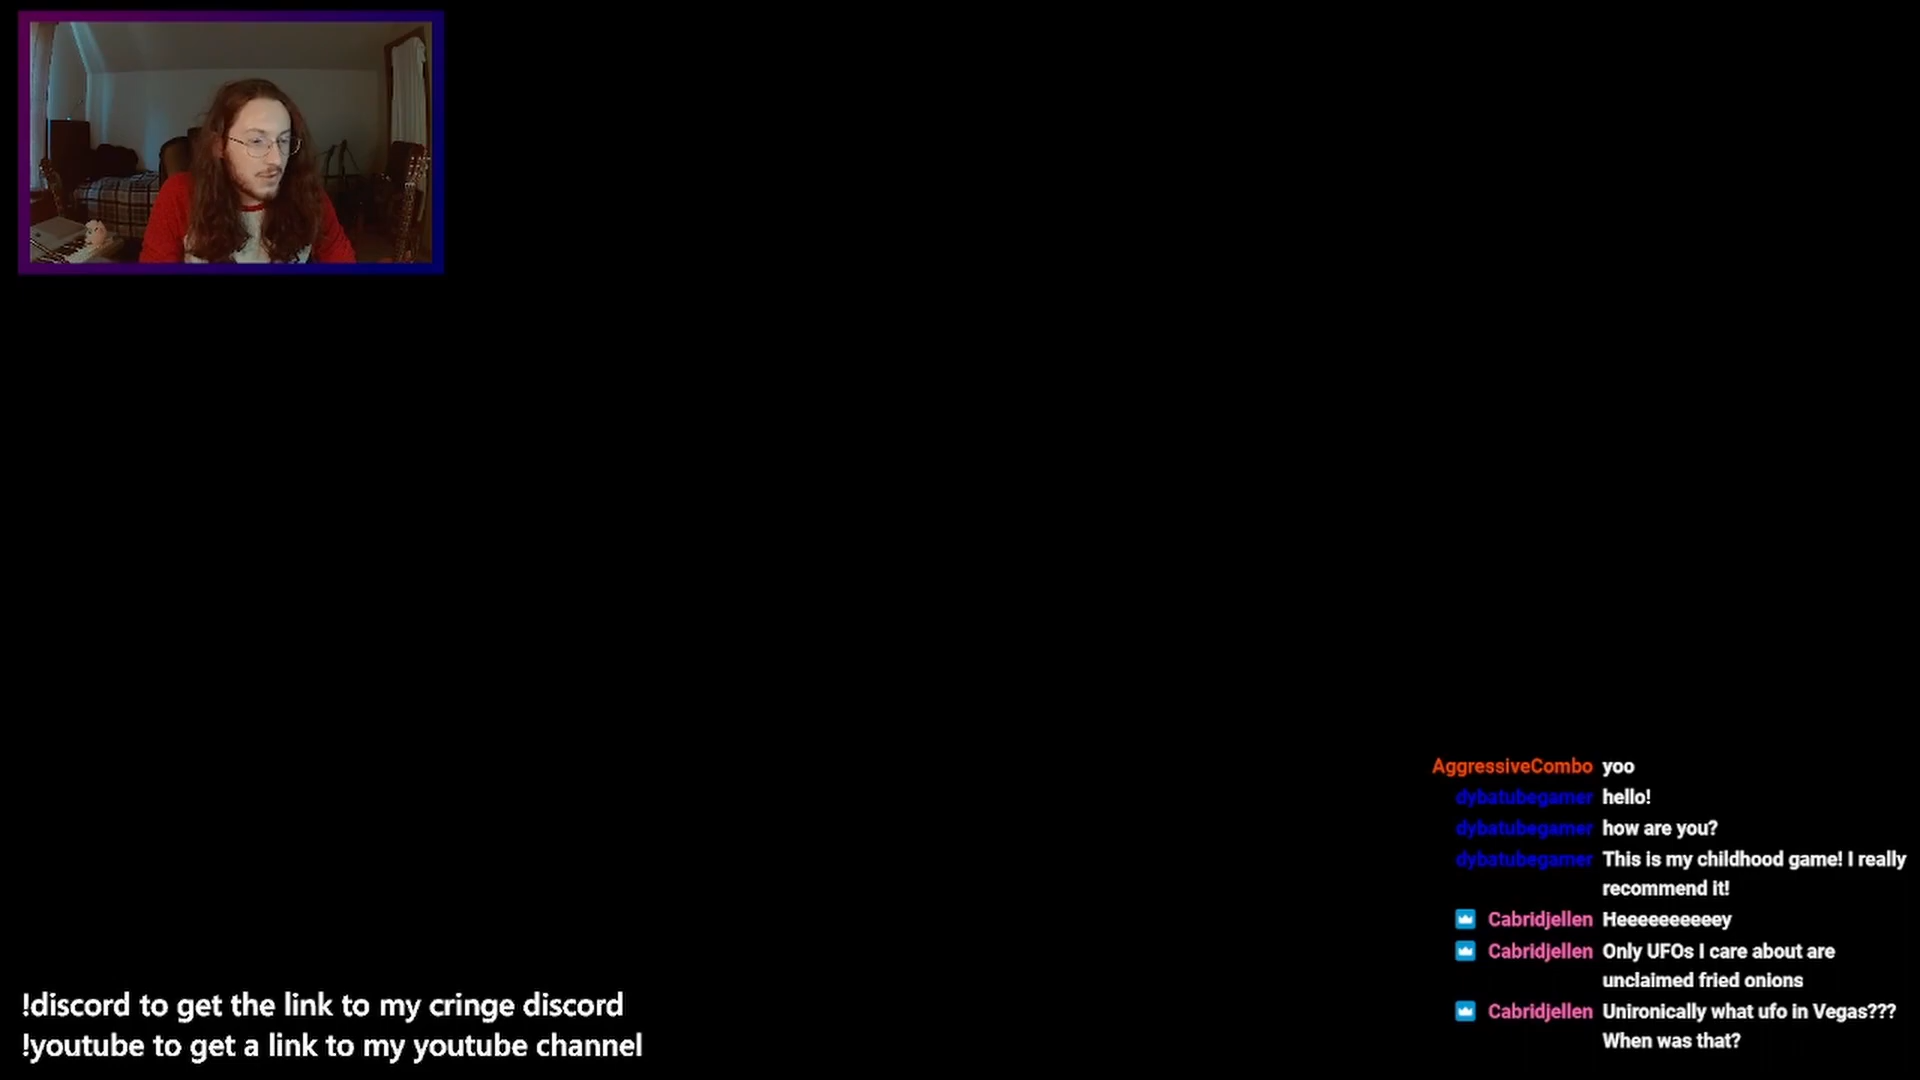 AggressiveCombo yoo
dybatubegamer hello!
dybatubegamer how are you?
dybatubegamer This is my childhood game! I really
recommend it!
Cabridjellen Heeeeeeeeeey
Cabridjellen Only UFOs I care about are
unclaimed fried onions
Cabridjellen Unironically what ufo in Vegas???
When was that?
!discord to get the link to my cringe discord
!youtube to get a link to my youtube channel